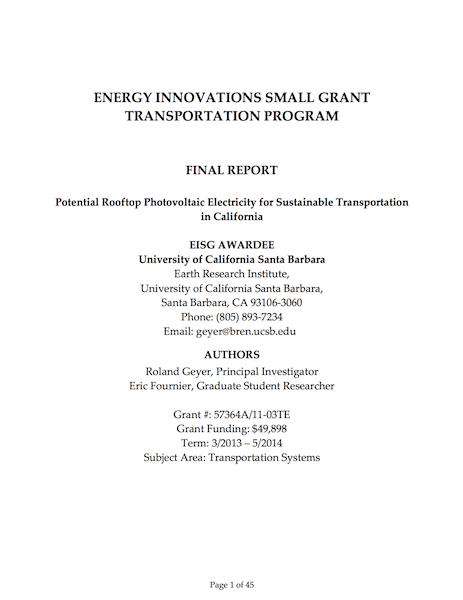 ENERGY INNOVATIONS SMALL GRANT
TRANSPORTATION PROGRAM
FINAL REPORT
Potential Rooftop Photovoltaic Electricity for Sustainable Transportation
in California
EISG AWARDEE
University of California Santa Barbara
Earth Research Institute,
University of California Santa Barbara,
Santa Barbara, CA 93106-3060
Phone: (805) 893-7234
Email: geyer@bren.ucsb.edu
AUTHORS
Roland Geyer, Principal Investigator
Eric Fournier, Graduate Student Researcher
Grant #: 57364A/11-03TE
Grant Funding: $49,898
Term: 3/2013 – 5/2014
Subject Area: Transportation Systems
Page 1 of 45